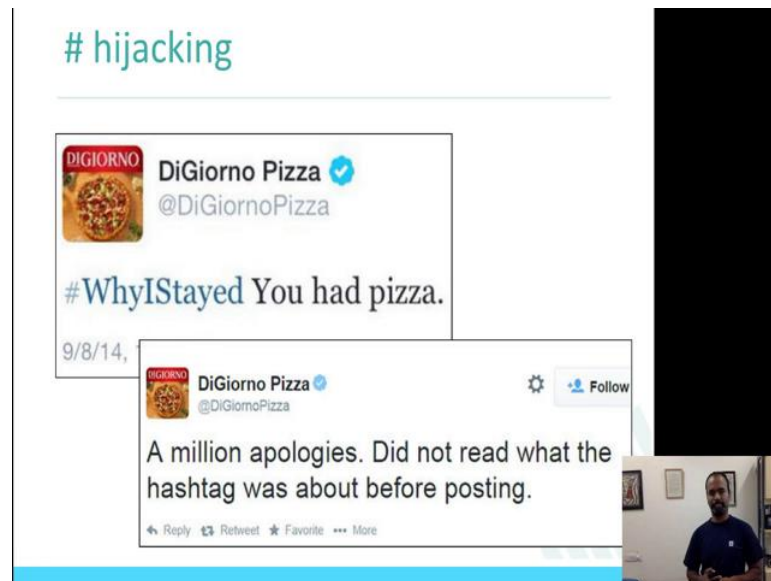 # hijacking
DIGIORNO
DiGiorno Pizza
@DiGiornoPizza
#WhyIStayed You had pizza.
9/8/14,
DIGIORNO
DiGiorno Pizza
@DiGiornoPizza
Follow
A million apologies. Did not read what the
hashtag was about before posting.
Reply Retweet Favorite ••• More